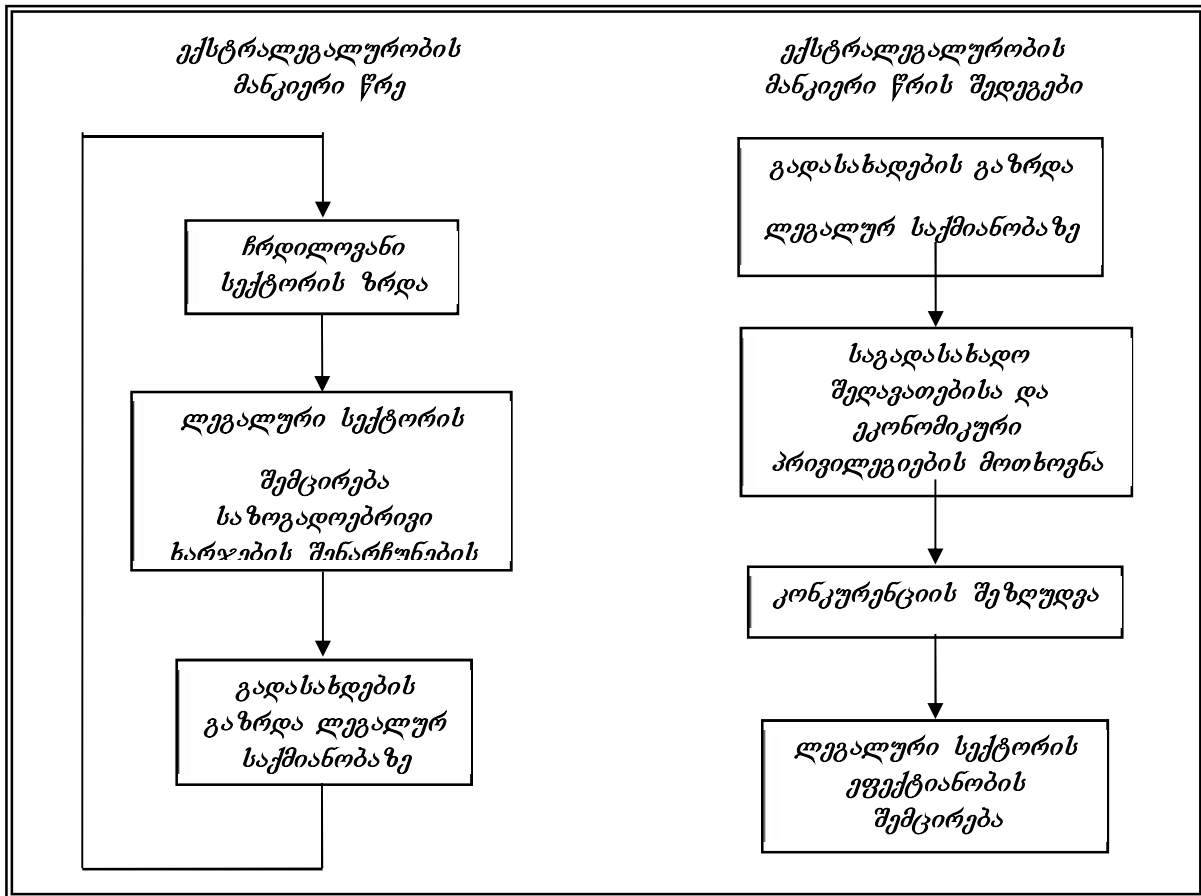 ექსტრალეგალურობის
მანკიერი წრე
ჩრდილოვანი
სექტორის ზრდა
ლეგალური სექტორის
შემცირება
საზოგადოებრივი
ხარჯების შენარჩუნების
გადასახდების
გაზრდა ლეგალურ
საქმიანობაზე
ექსტრალეგალურობის
მანკიერი წრის შედეგები
გადასახადების გაზრდა
ლეგალურ საქმიანობაზე
საგადასახადო
შეღავათებისა და
ეკონომიკური
პრივილეგიების მოთხოვნა
კონკურენციის შეზღუდვა
ლეგალური სექტორის
ეფექტიანობის
შემცირება